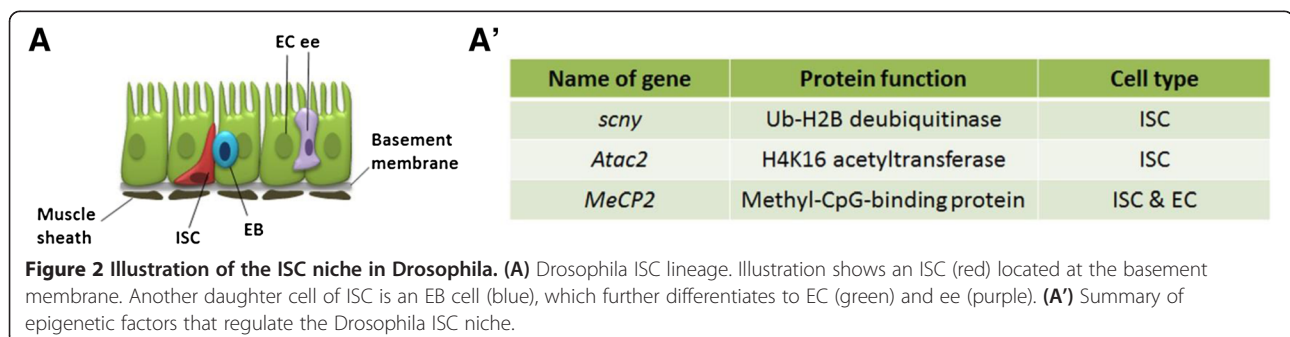 A
EC ee
Basement
membrane
Muscle
sheath
ISC
EB
A'
Name of gene Protein function Cell type
scny Ub-H2B deubiquitinase ISC
Atac2 H4K16 acetyltransferase ISC
MeCP2 Methyl-CpG-binding protein ISC & EC
Figure 2 Illustration of the ISC niche in Drosophila. (A) Drosophila ISC lineage. Illustration shows an ISC (red) located at the basement
membrane. Another daughter cell of ISC is an EB cell (blue), which further differentiates to EC (green) and ee (purple). (A') Summary of
epigenetic factors that regulate the Drosophila ISC niche.